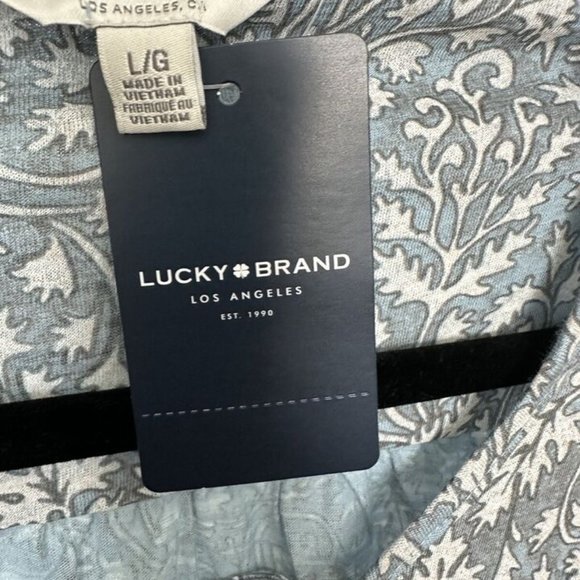 LOS ANGELES, CA
L/G
MADE IN
VIETNAM
FABRIQUÉ AU
VIETNAM
LUCKY BRAND
LOS ANGELES
EST. 1990